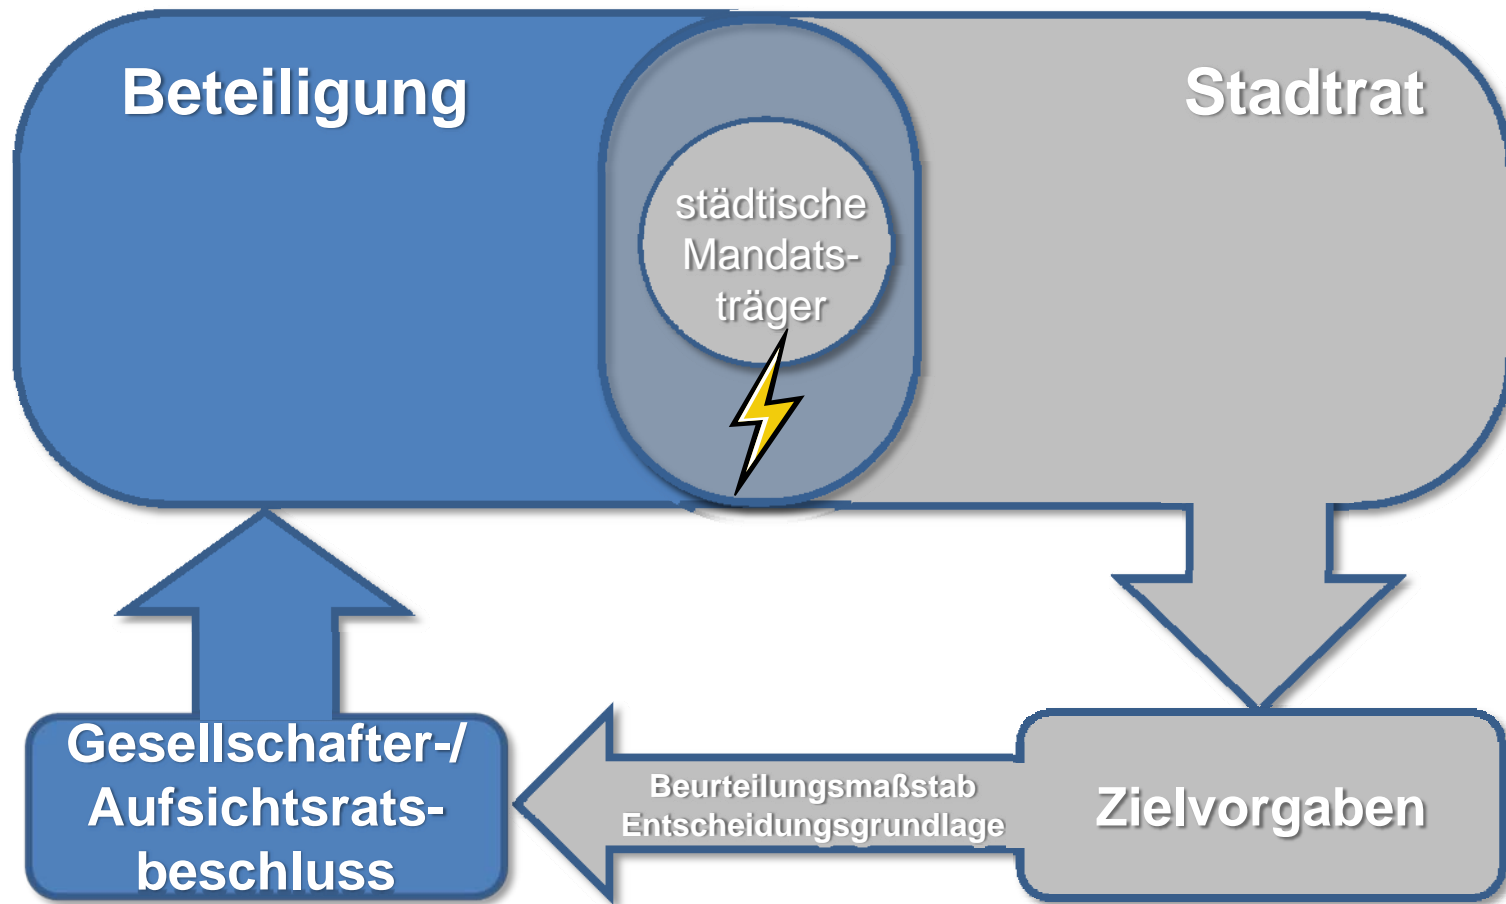 Beteiligung
Stadtrat
städtische
Mandats-
träger
Gesellschafter-/
Aufsichtsrats-
beschluss
Beurteilungsmaßstab
Entscheidungsgrundlage
Zielvorgaben